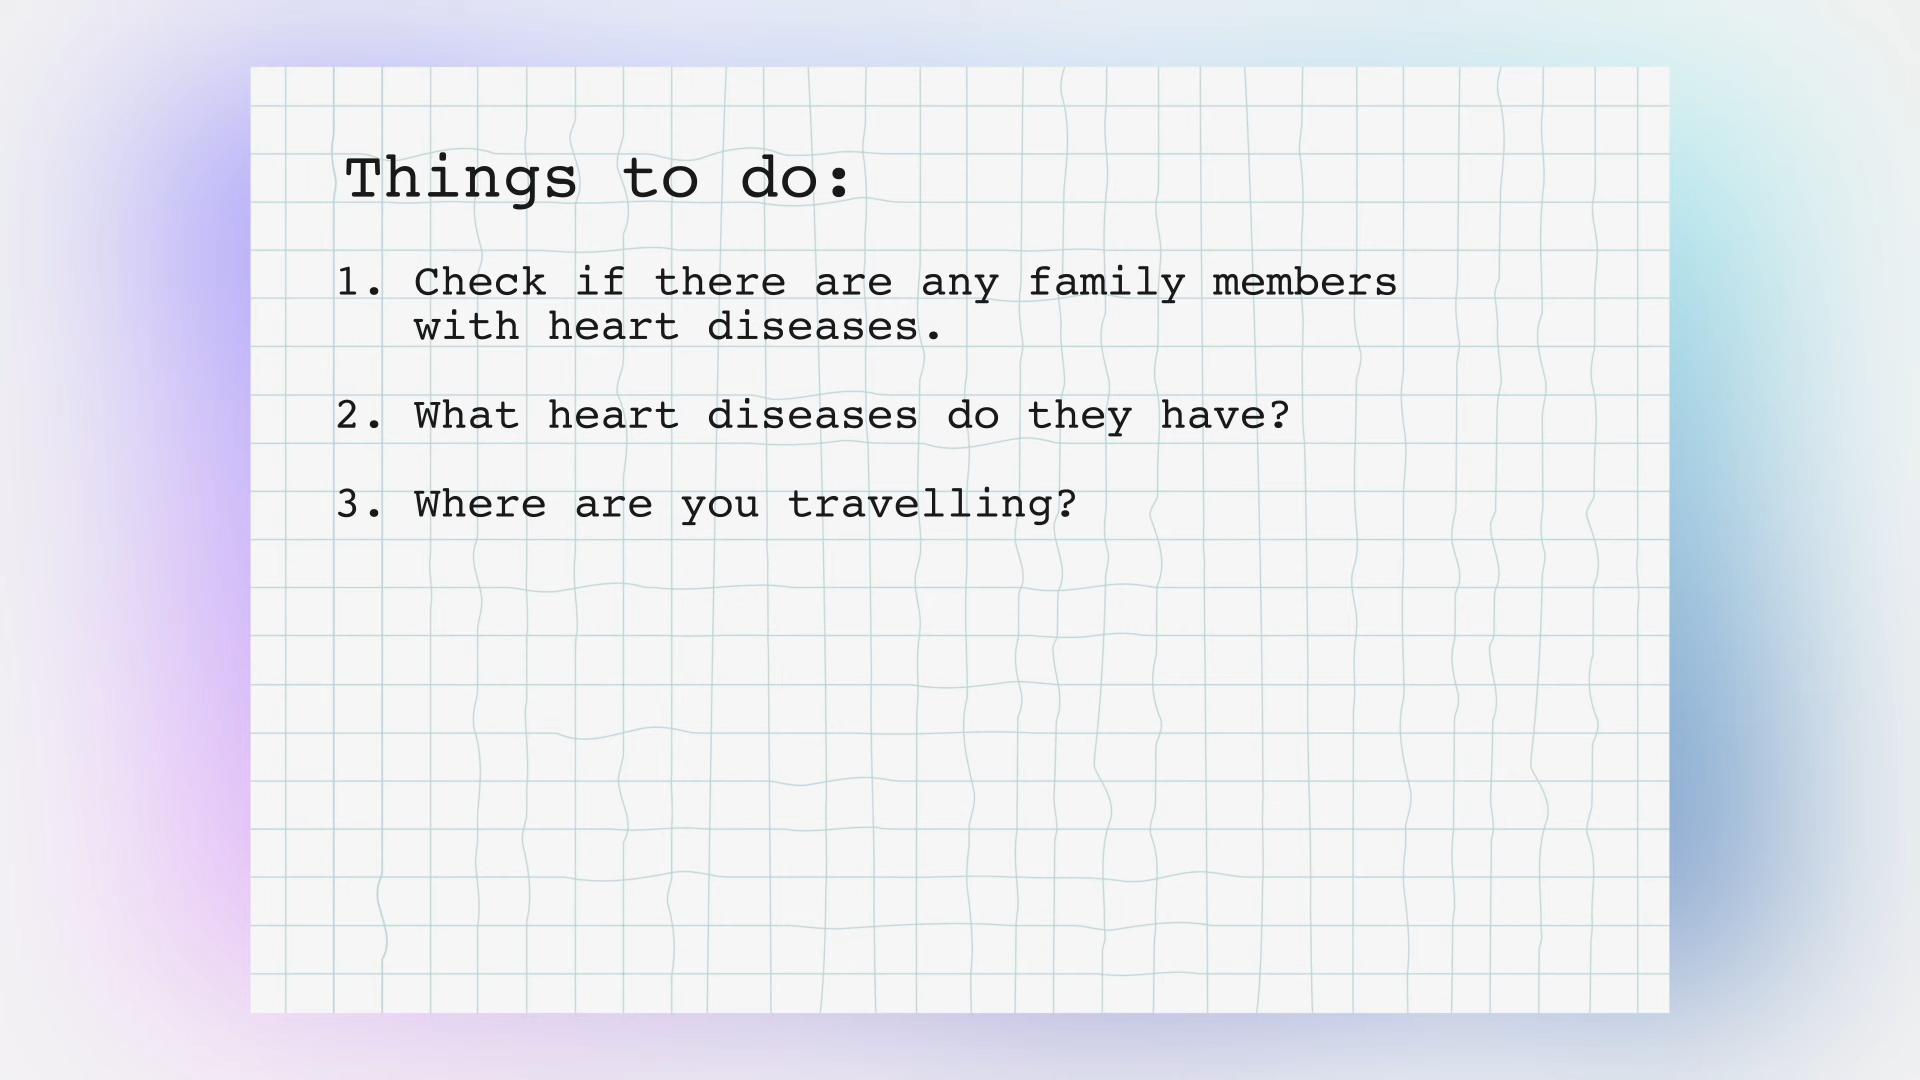 Things to do:
1. Check if there are any family members
with heart diseases.
2. What heart diseases do they have?
3. Where are you travelling?